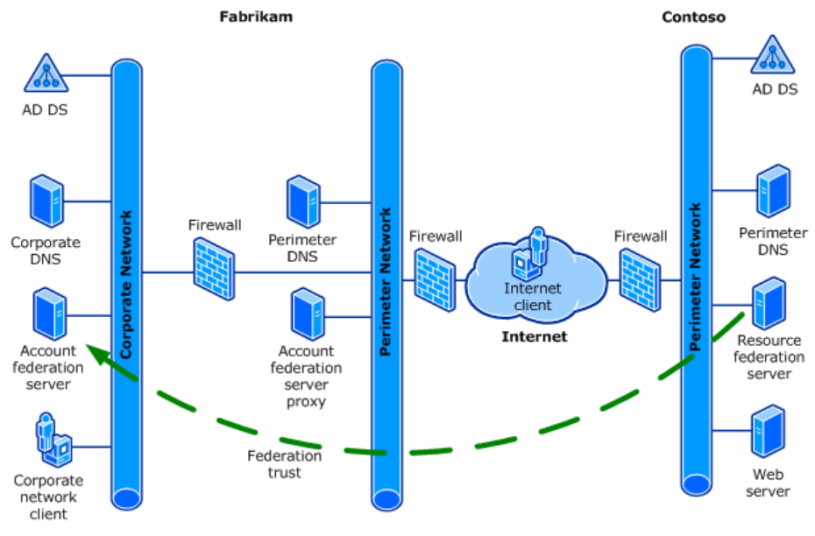 Fabrikam
Contoso
AD DS
AD DS
Corporate
DNS
Firewall
Perimeter
DNS
Firewall
Firewall
Perimeter
DNS
Corporate Network
Perimeter Network
Perimeter Network
Internet
client
Internet
Account
federation
server
Account
federation
server
proxy
Resource
federation
server
Federation
trust
Corporate
network
client
Web
server